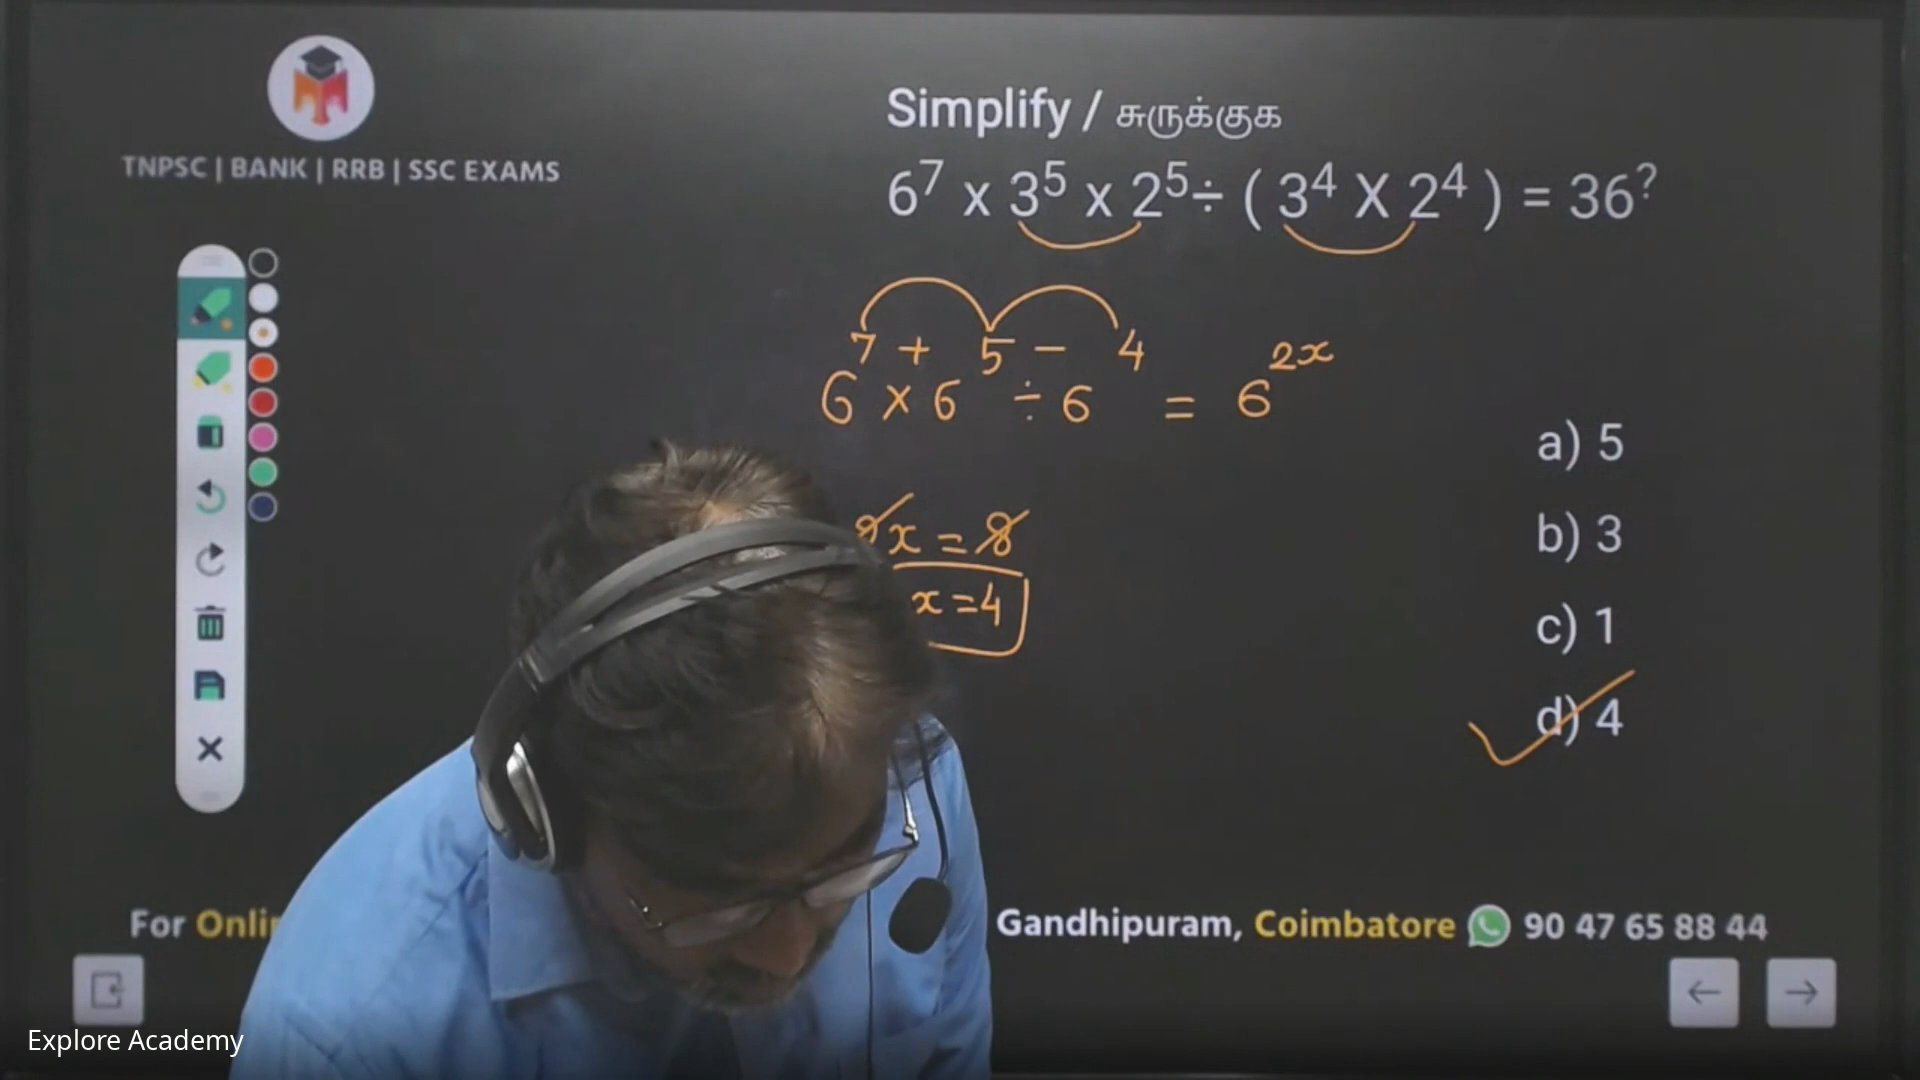 TNPSC | BANK | RRB | SSC EXAMS
Simplify / சுருக்குக
6⁷ x 3⁵ x 2⁵ ÷ ( 3⁴ X 2⁴ ) = 36?
7 + 5 − 4
6 × 6 ÷ 6 = 6²ˣ
2x = 8
x = 4
a) 5
b) 3
c) 1
d) 4
For
Gandhipuram, Coimbatore 90 47 65 88 44
Explore Academy